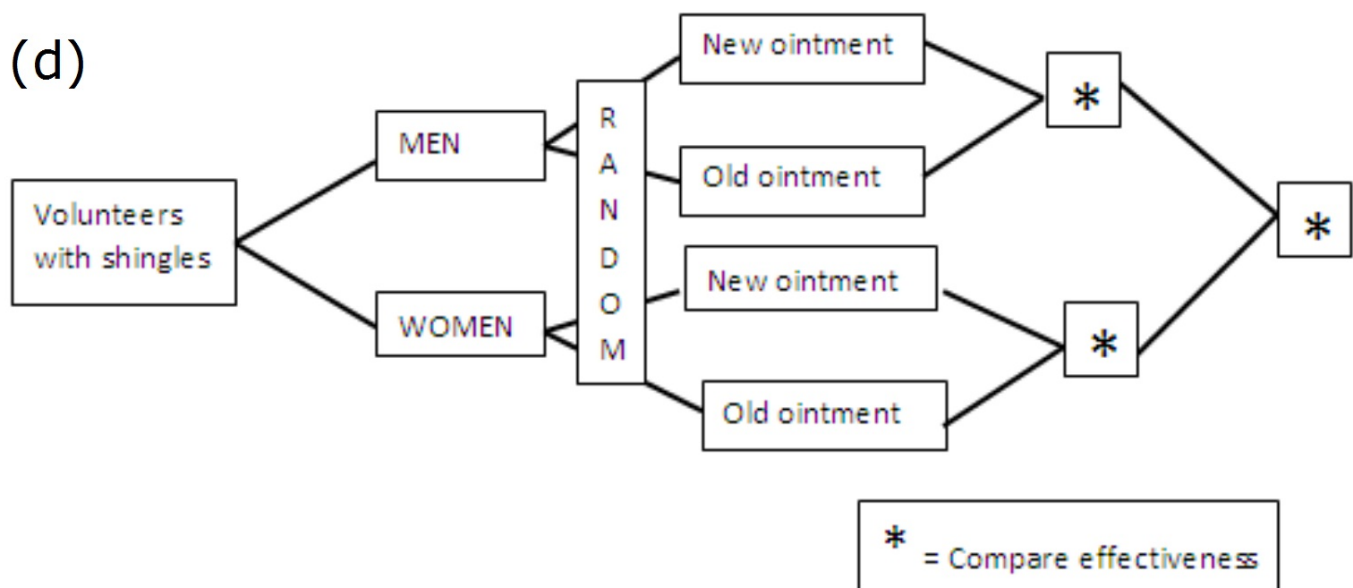 (d)
Volunteers
with shingles
MEN
WOMEN
R
A
N
D
O
M
New ointment
Old ointment
New ointment
Old ointment
*
*
*
* = Compare effectiveness